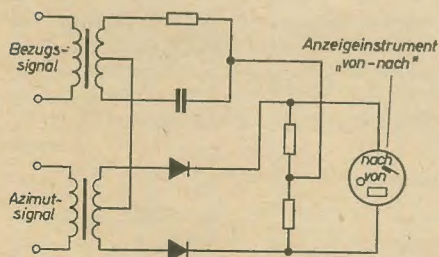 Bezugs-
signal
Anzeigeinstrument
„von-nach“
nach
von
Azimut-
signal